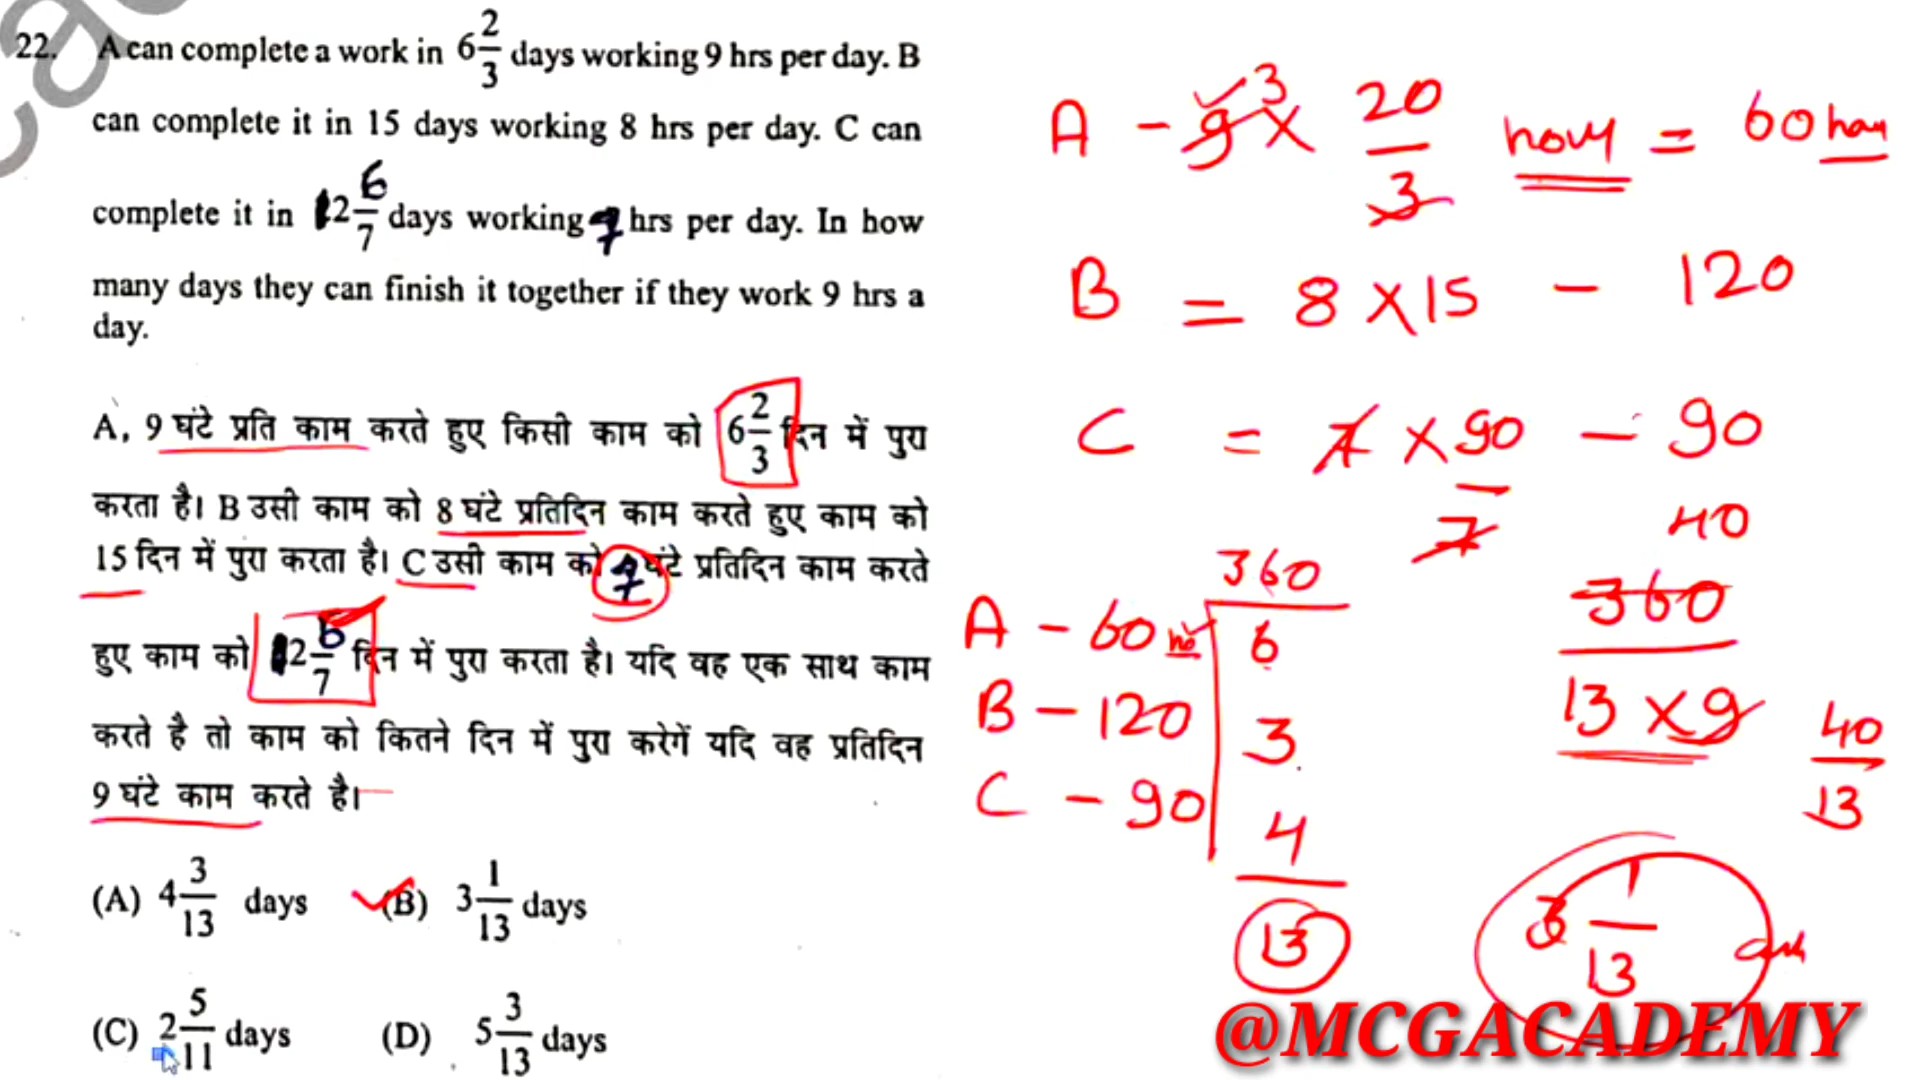 22. A can complete a work in 6 2/3 days working 9 hrs per day. B
can complete it in 15 days working 8 hrs per day. C can
complete it in 12 6/7 days working 7 hrs per day. In how
many days they can finish it together if they work 9 hrs a
day.
A, 9 घंटे प्रति काम करते हुए किसी काम को 6 2/3 दिन में पुरा
करता है। B उसी काम को 8 घंटे प्रतिदिन काम करते हुए काम को
15 दिन में पुरा करता है। C उसी काम को 7 घंटे प्रतिदिन काम करते
हुए काम को 12 6/7 दिन में पुरा करता है। यदि वह एक साथ काम
करते है तो काम को कितने दिन में पुरा करेगें यदि वह प्रतिदिन
9 घंटे काम करते है।
(A) 4 3/13 days (B) 3 1/13 days
(C) 2 5/11 days (D) 5 3/13 days
A - 9 3 × 20/3 hour = 60 hour
B = 8 × 15 - 120
C = 7 × 90/7 - 90
360
A - 60 6
B - 120 3
C - 90 4
13
40
360
13 × 9
40/13
3 1/13 
@MCGACADEMY